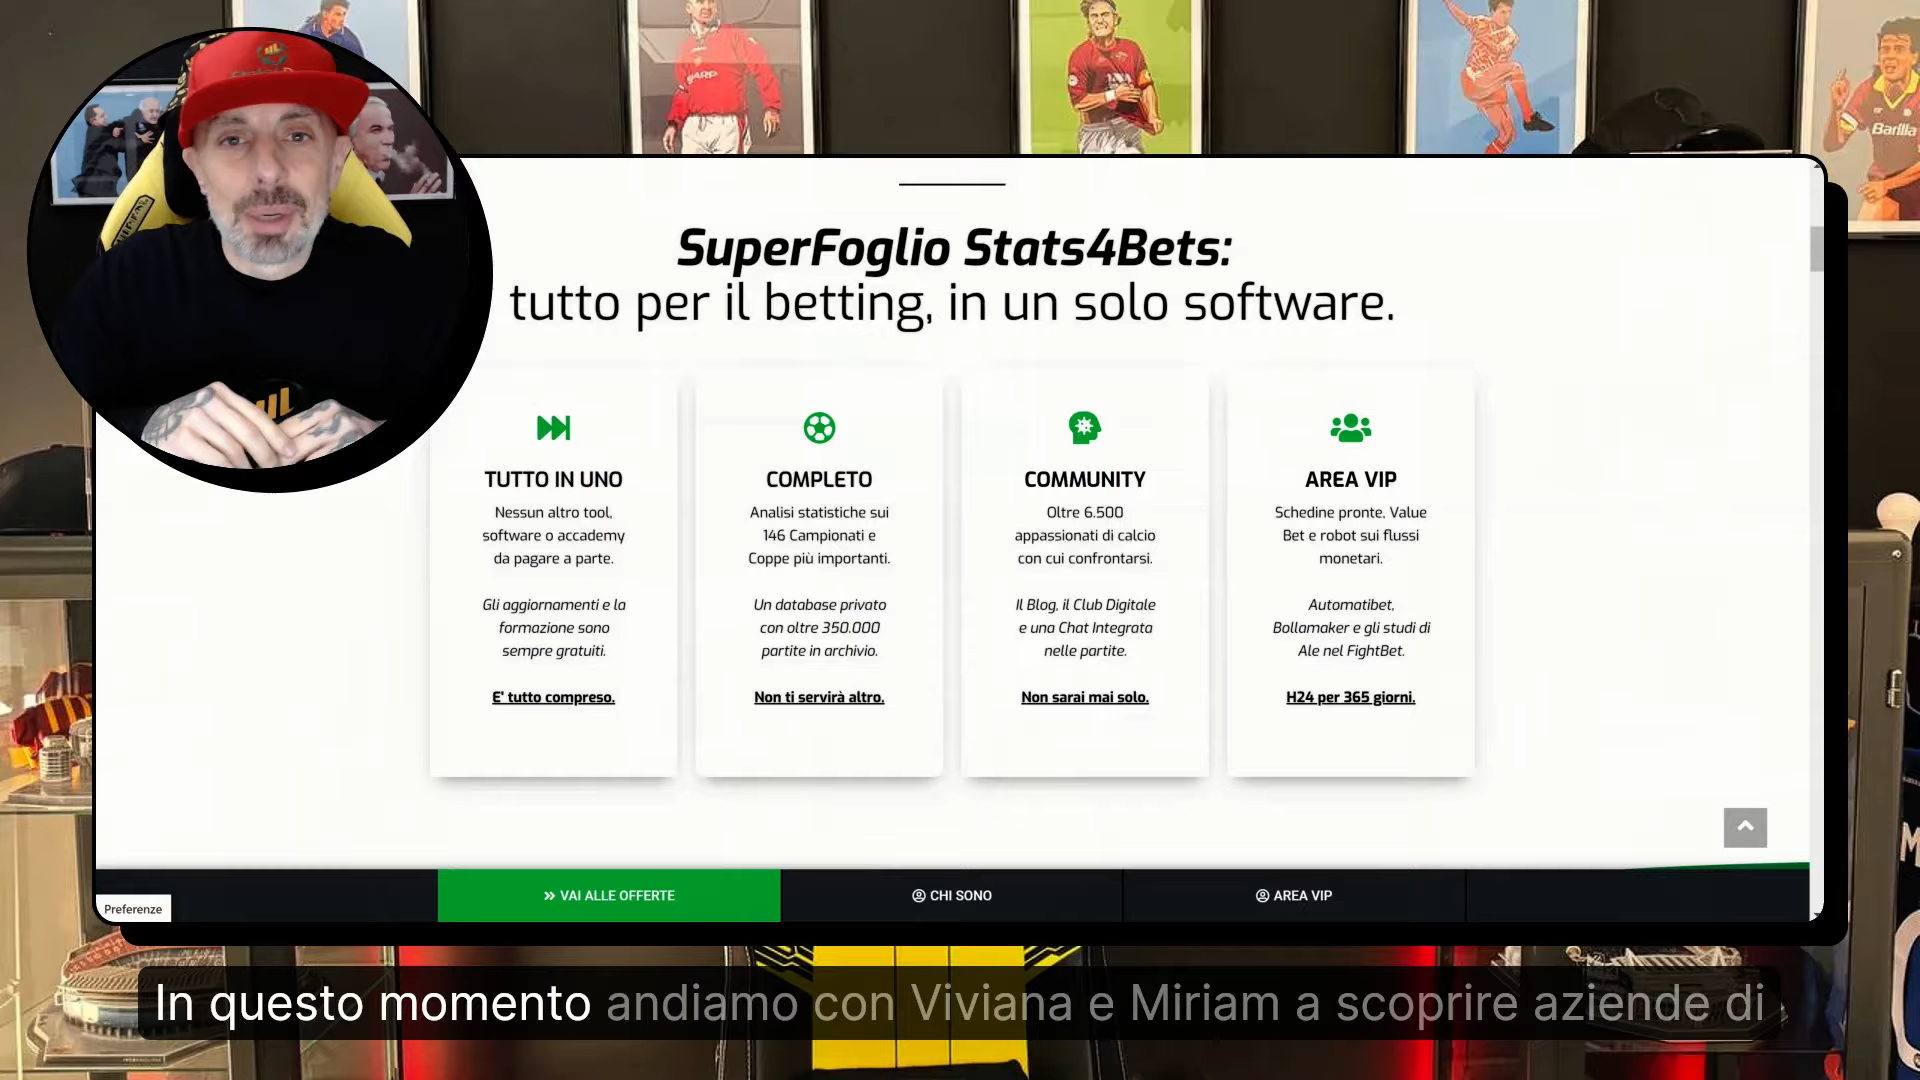 SHARP
Barilla
SuperFoglio Stats4Bets:
tutto per il betting, in un solo software.
TUTTO IN UNO
Nessun altro tool,
software o accademy
da pagare a parte.
Gli aggiornamenti e la
formazione sono
sempre gratuiti.
E' tutto compreso.
COMPLETO
Analisi statistiche sui
146 Campionati e
Coppe più importanti.
Un database privato
con oltre 350.000
partite in archivio.
Non ti servirà altro.
COMMUNITY
Oltre 6.500
appassionati di calcio
con cui confrontarsi.
Il Blog, il Club Digitale
e una Chat Integrata
nelle partite.
Non sarai mai solo.
AREA VIP
Schedine pronte, Value
Bet e robot sui flussi
monetari.
Automatibet,
Bollamaker e gli studi di
Ale nel FightBet.
H24 per 365 giorni.
VAI ALLE OFFERTE
CHI SONO
AREA VIP
Preferenze
In questo momento andiamo con Viviana e Miriam a scoprire aziende di